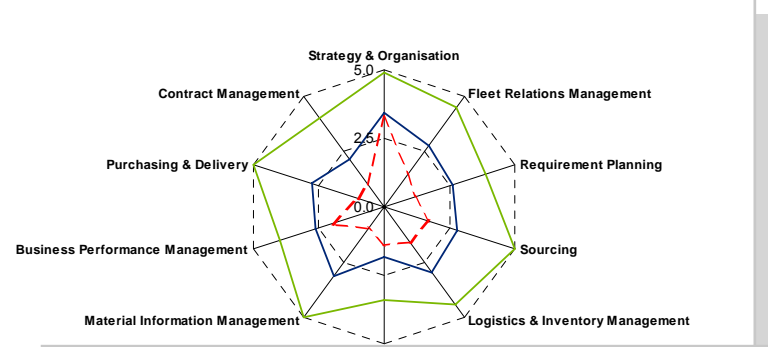 Strategy & Organisation
5.0
Contract Management
Fleet Relations Management
2.5
Purchasing & Delivery
Requirement Planning
0.0
Business Performance Management
Sourcing
Material Information Management
Logistics & Inventory Management